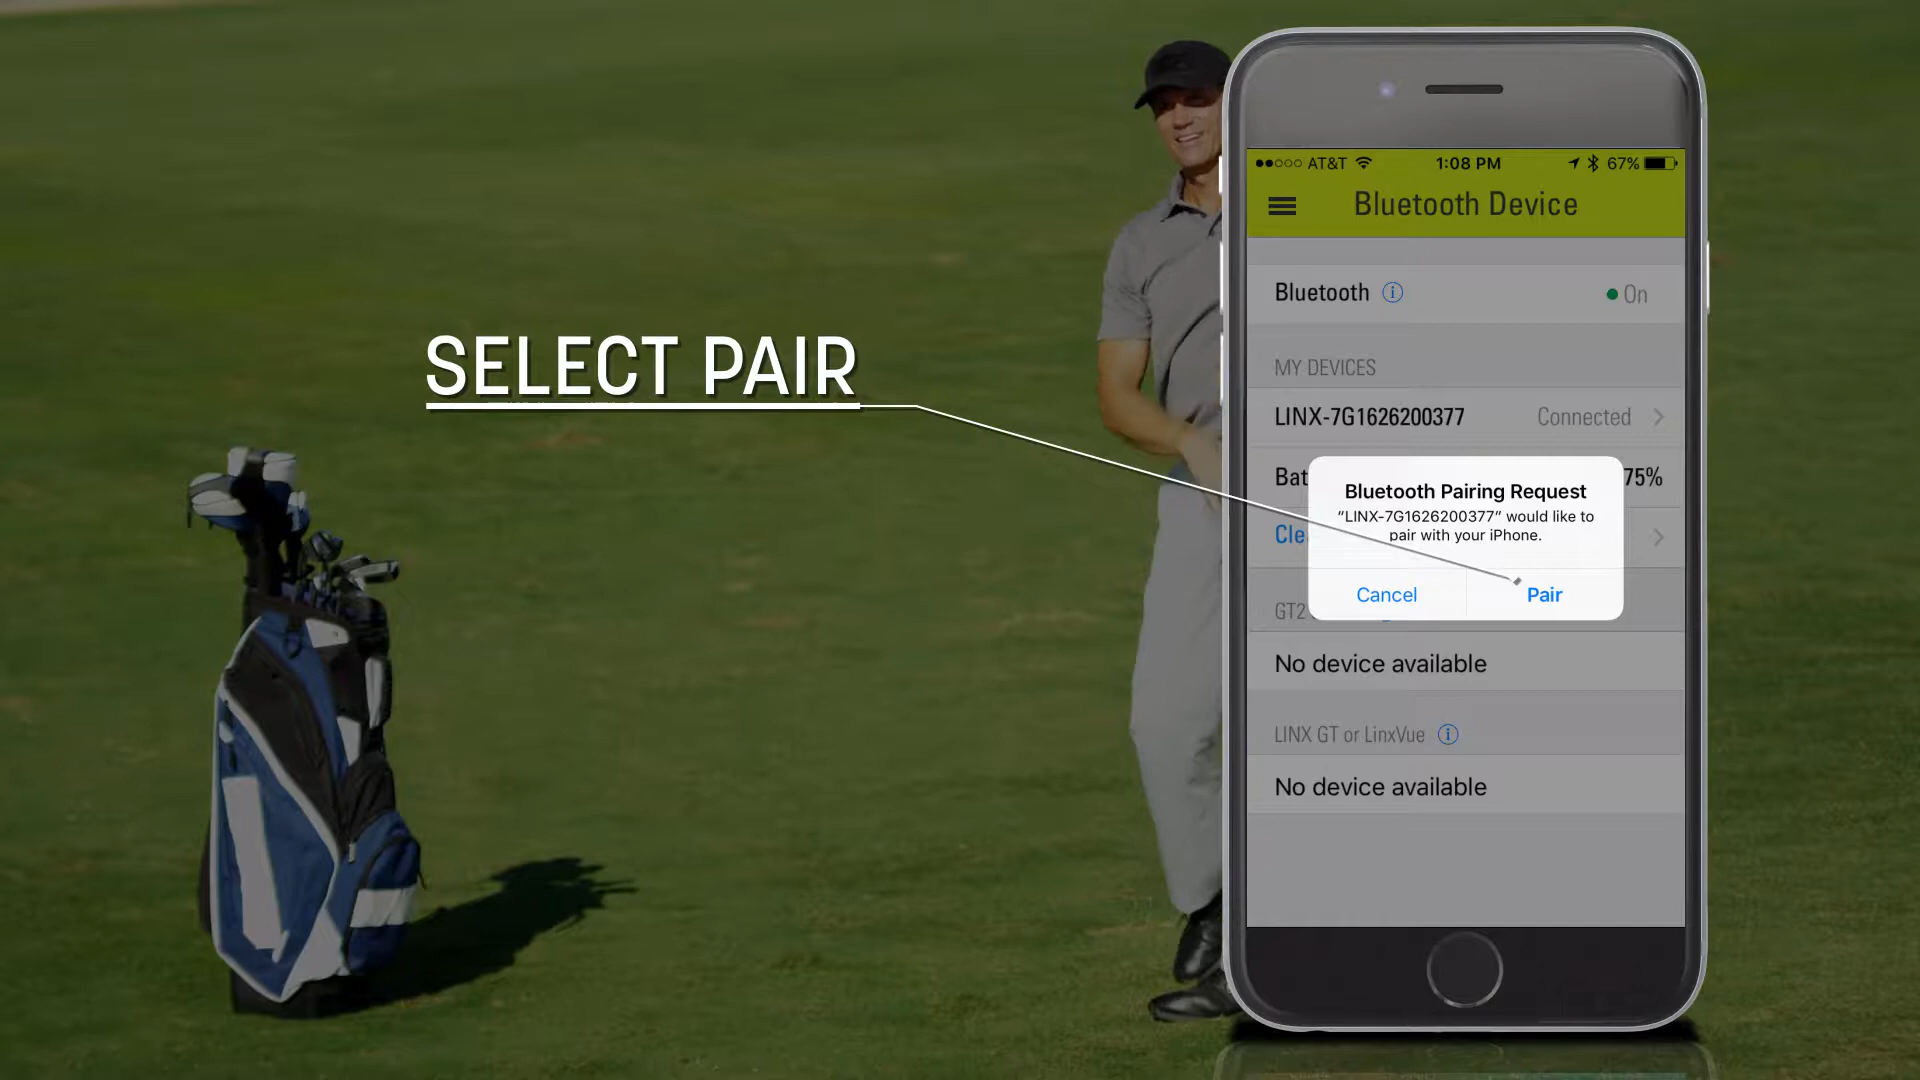 SELECT PAIR
AT&T 1:08 PM 67%
Bluetooth Device
Bluetooth On
MY DEVICES
LINX-7G1626200377 Connected
Bat 75%
Bluetooth Pairing Request
“LINX-7G1626200377” would like to
pair with your iPhone.
Cle
Cancel Pair
GT2
No device available
LINX GT or LinxVue
No device available